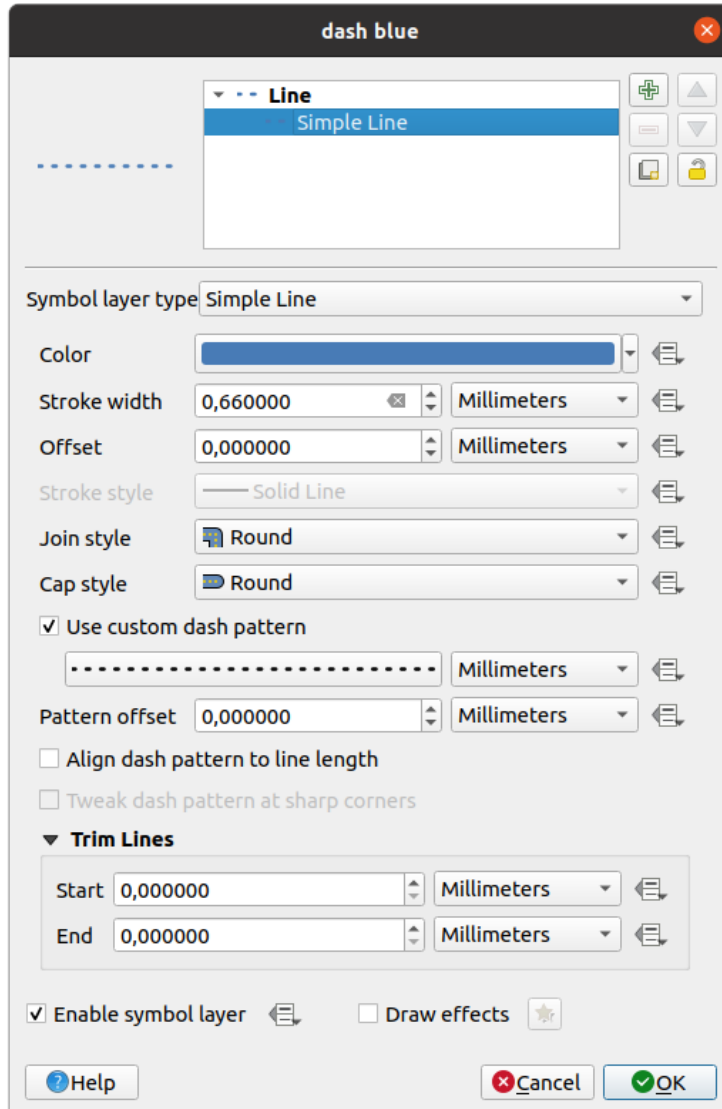 dash blue
Line
Simple Line
Symbol layer type Simple Line
Color
Stroke width 0,660000 Millimeters
Offset 0,000000 Millimeters
Stroke style Solid Line
Join style Round
Cap style Round
Use custom dash pattern
Millimeters
Pattern offset 0,000000 Millimeters
Align dash pattern to line length
Tweak dash pattern at sharp corners
Trim Lines
Start 0,000000 Millimeters
End 0,000000 Millimeters
Enable symbol layer Draw effects
Help Cancel OK